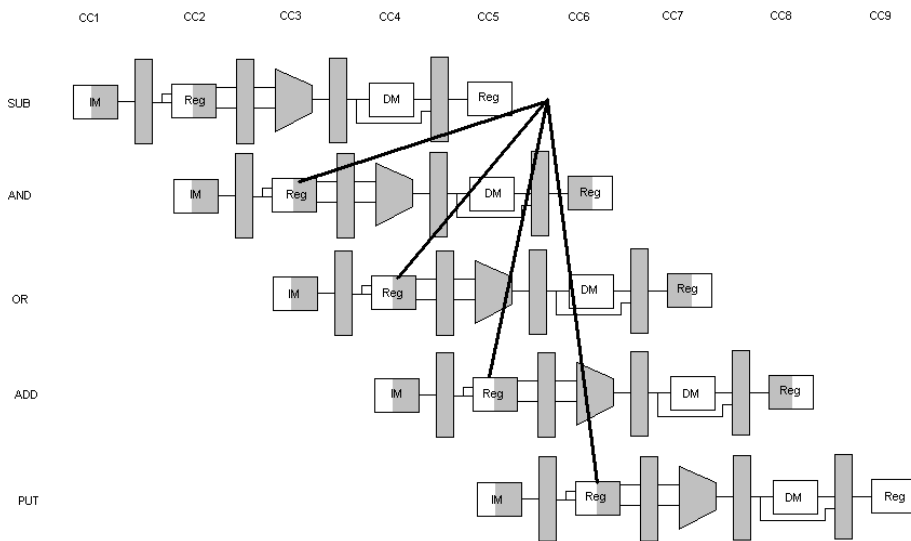 CC1 CC2 CC3 CC4 CC5 CC6 CC7 CC8 CC9
SUB IM Reg DM Reg
AND IM Reg DM Reg
OR IM Reg DM Reg
ADD IM Reg DM Reg
PUT IM Reg DM Reg